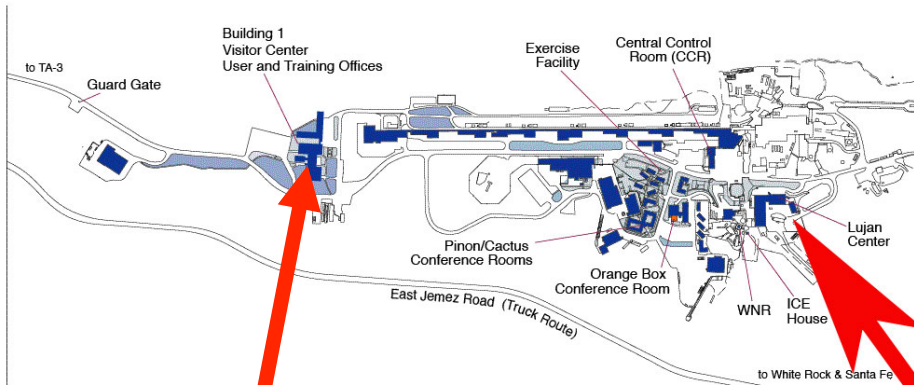 Building 1
Visitor Center
User and Training Offices
to TA-3
Guard Gate
Exercise
Facility
Central Control
Room (CCR)
Pinon/Cactus
Conference Rooms
Orange Box
Conference Room
WNR
ICE
House
Lujan
Center
East Jemez Road (Truck Route)
to White Rock & Santa Fe